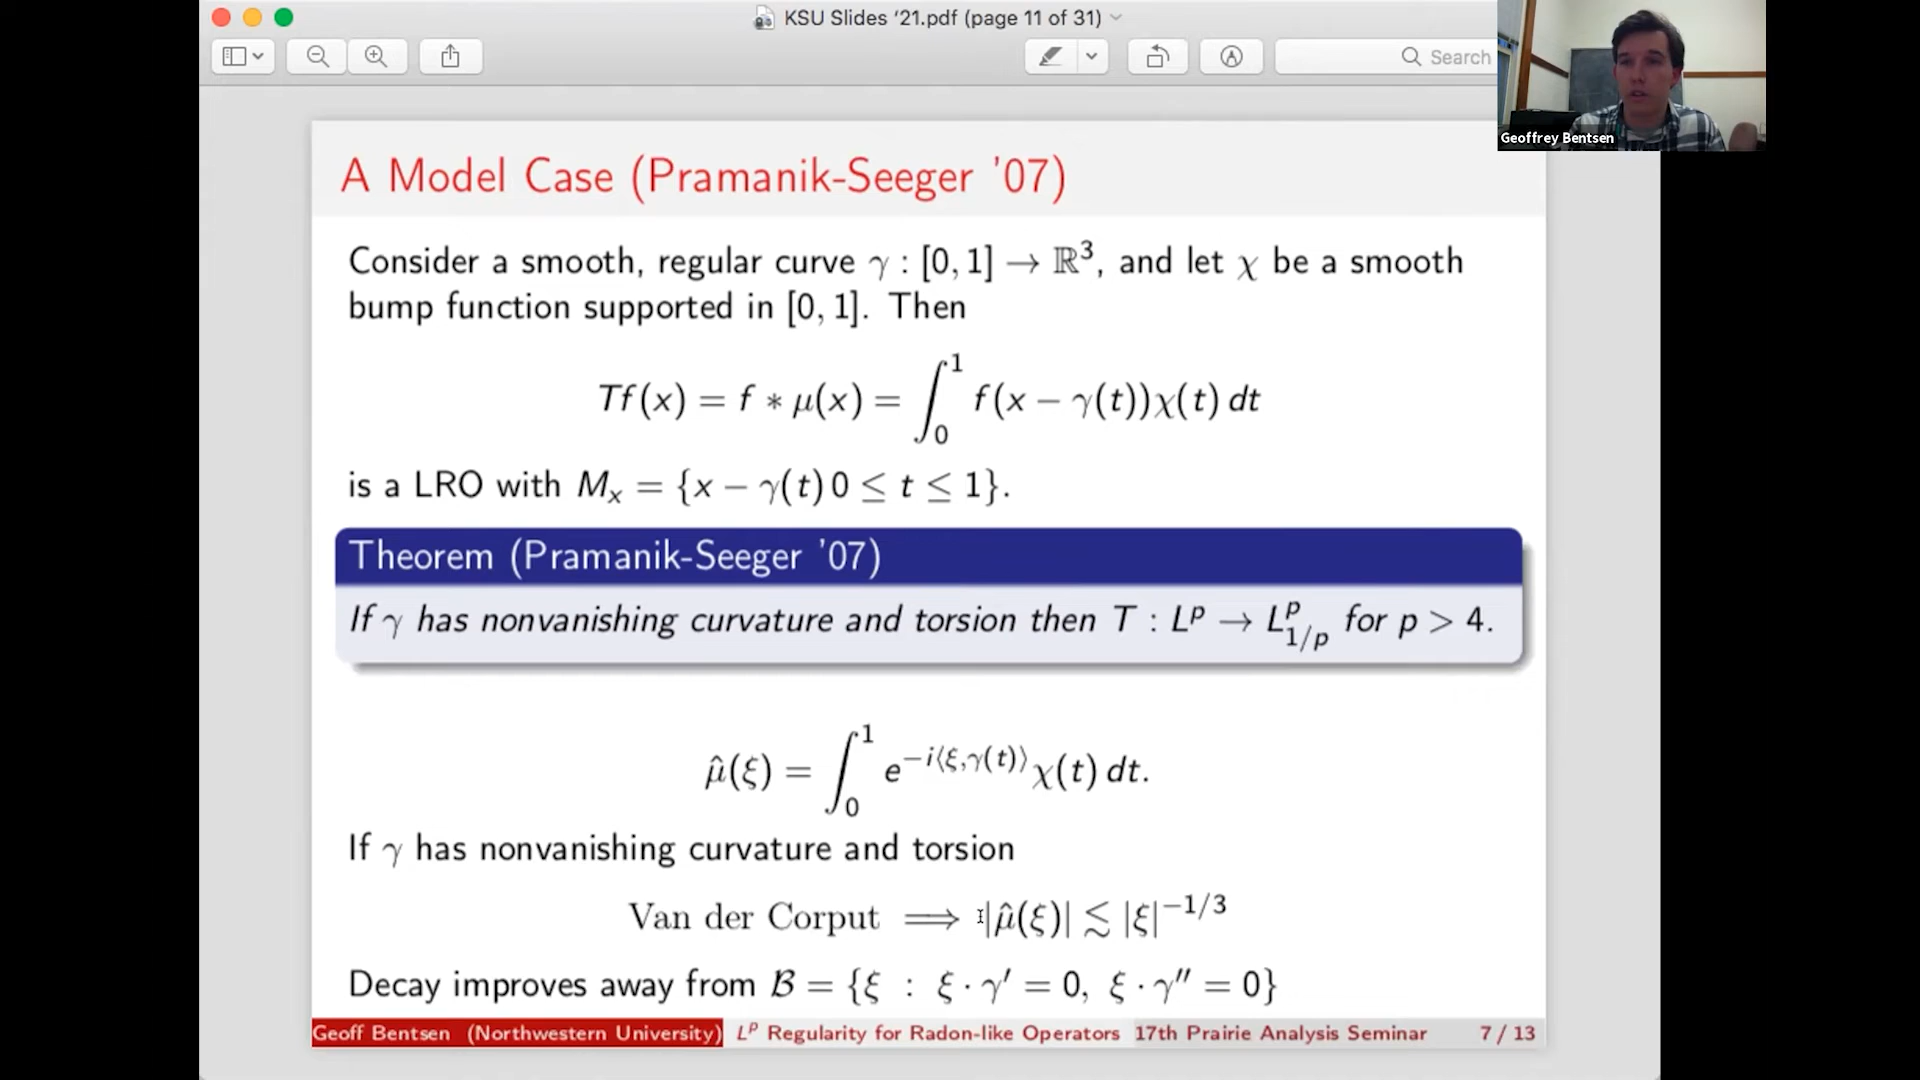 KSU Slides '21.pdf (page 11 of 31)
Search
Geoffrey Bentsen
A Model Case (Pramanik-Seeger '07)
Consider a smooth, regular curve γ : [0, 1] → ℝ³, and let χ be a smooth
bump function supported in [0, 1]. Then
Tf(x) = f ∗ μ(x) = ∫₀¹ f(x − γ(t))χ(t) dt
is a LRO with Mₓ = {x − γ(t) 0 ≤ t ≤ 1}.
Theorem (Pramanik-Seeger '07)
If γ has nonvanishing curvature and torsion then T : L^p → L^p_{1/p} for p > 4.
μ̂(ξ) = ∫₀¹ e^{−i⟨ξ,γ(t)⟩} χ(t) dt.
If γ has nonvanishing curvature and torsion
Van der Corput ⟹ |μ̂(ξ)| ≲ |ξ|^{−1/3}
Decay improves away from ℬ = {ξ : ξ · γ′ = 0, ξ · γ″ = 0}
Geoff Bentsen (Northwestern University) L^p Regularity for Radon-like Operators 17th Prairie Analysis Seminar 7 / 13